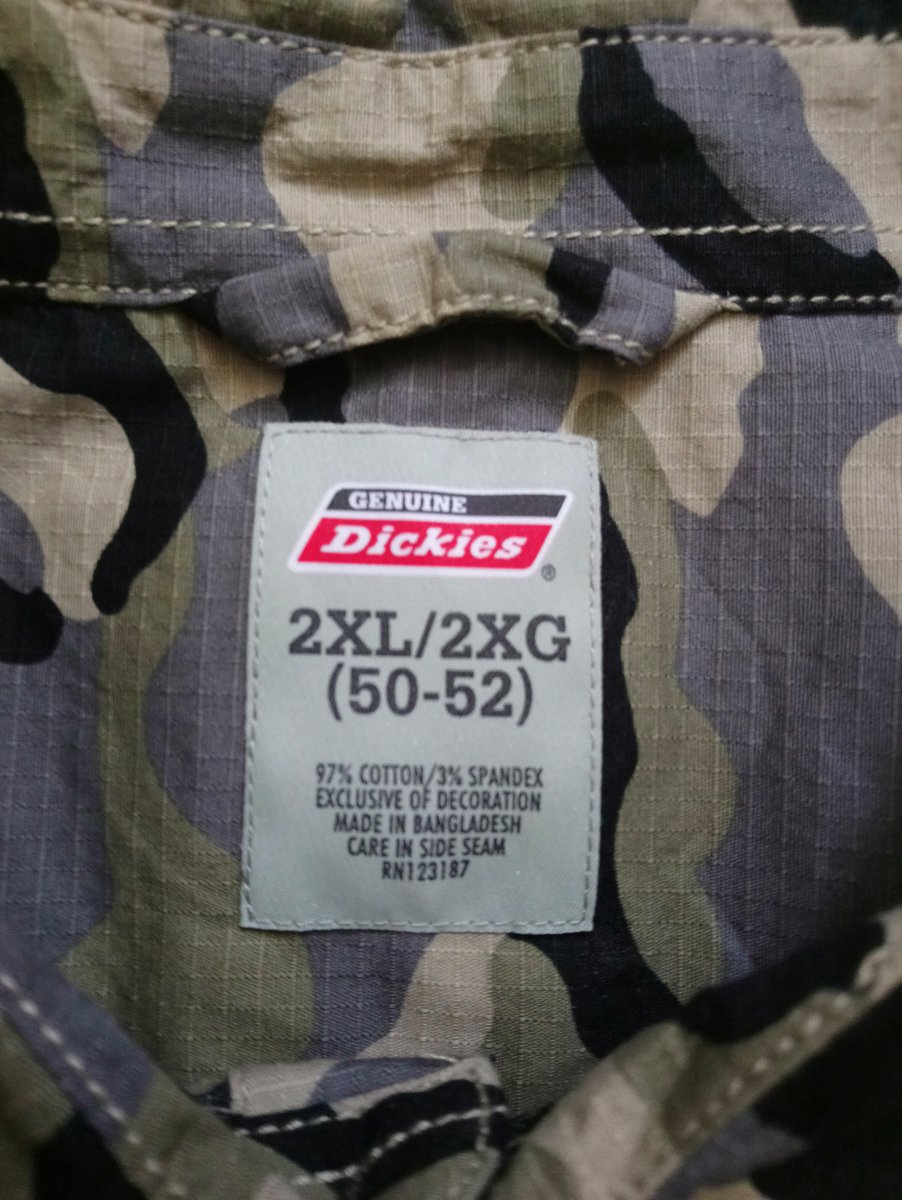 GENUINE
Dickies®
2XL/2XG
(50-52)
97% COTTON/3% SPANDEX
EXCLUSIVE OF DECORATION
MADE IN BANGLADESH
CARE IN SIDE SEAM
RN123187